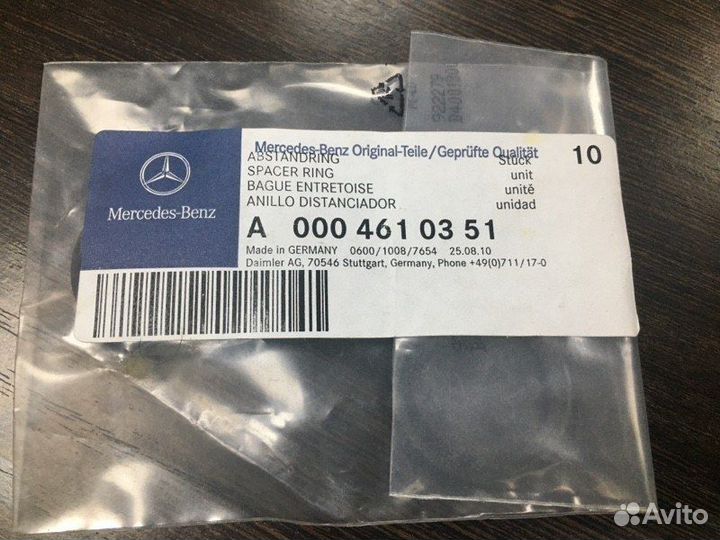 922279
Mercedes-Benz Original-Teile/Geprüfte Qualität 10
ABSTANDRING Stück
SPACER RING unit
BAGUE ENTRETOISE unité
ANILLO DISTANCIADOR unidad
Mercedes-Benz
A 000 461 03 51
Made in GERMANY 0600/1008/7654 25.08.10
Daimler AG, 70546 Stuttgart, Germany, Phone +49(0)711/17-0
Avito